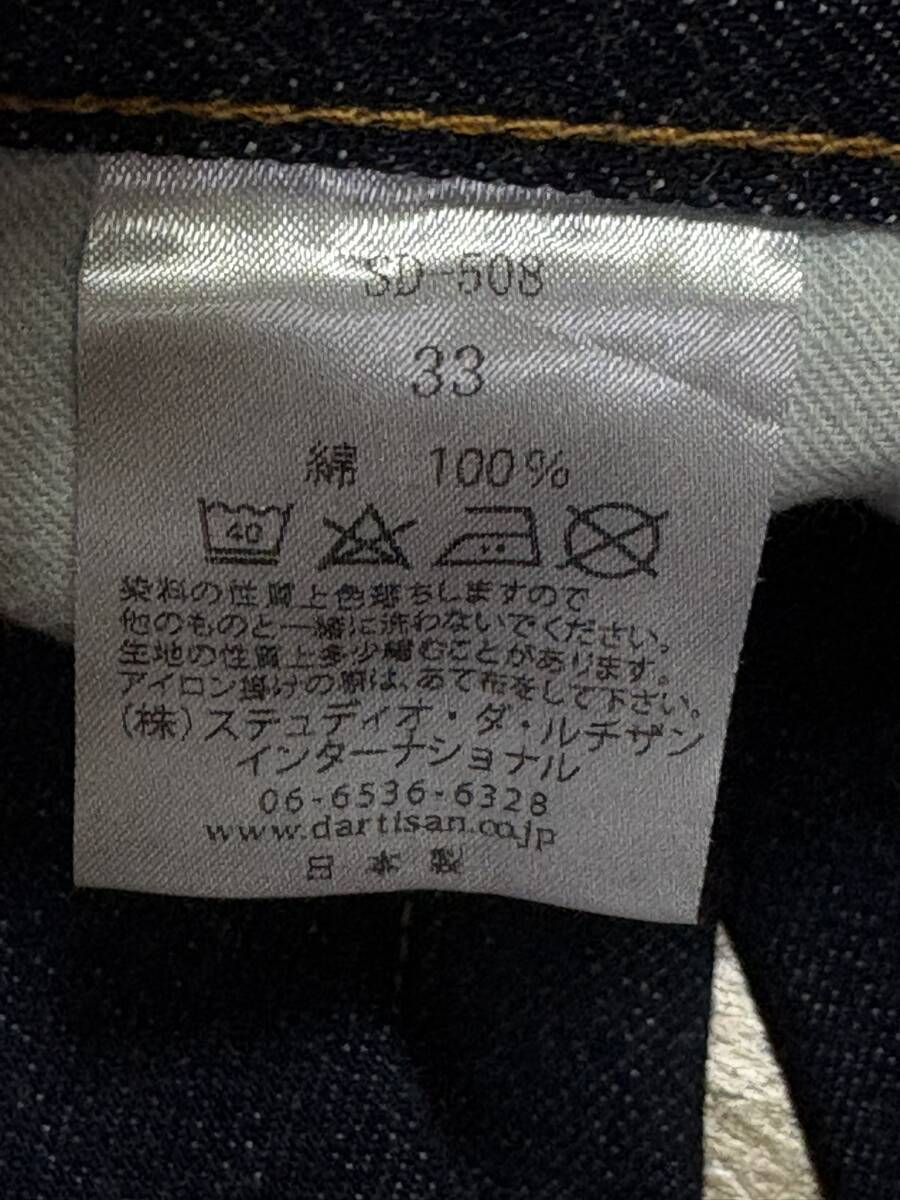 SD-508
33
綿 100%
40
染料の性質上色落ちしますので
他のものと一緒に洗わないでください。
生地の性質上多少縮むことがあります。
アイロン掛けの際は、あて布をして下さい。
(株)ステュディオ・ダ・ルチザン
インターナショナル
06-6536-6328
www.dartisan.co.jp
日本製